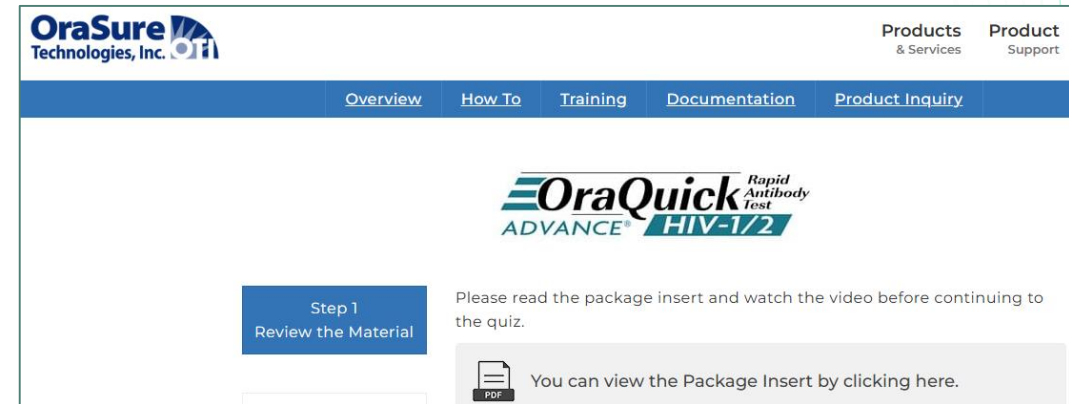 OraSure
Technologies, Inc. OTI
Products
& Services
Product
Support
Overview How To Training Documentation Product Inquiry
OraQuick Rapid Antibody Test
ADVANCE® HIV-1/2
Step 1
Review the Material
Please read the package insert and watch the video before continuing to
the quiz.
PDF
You can view the Package Insert by clicking here.